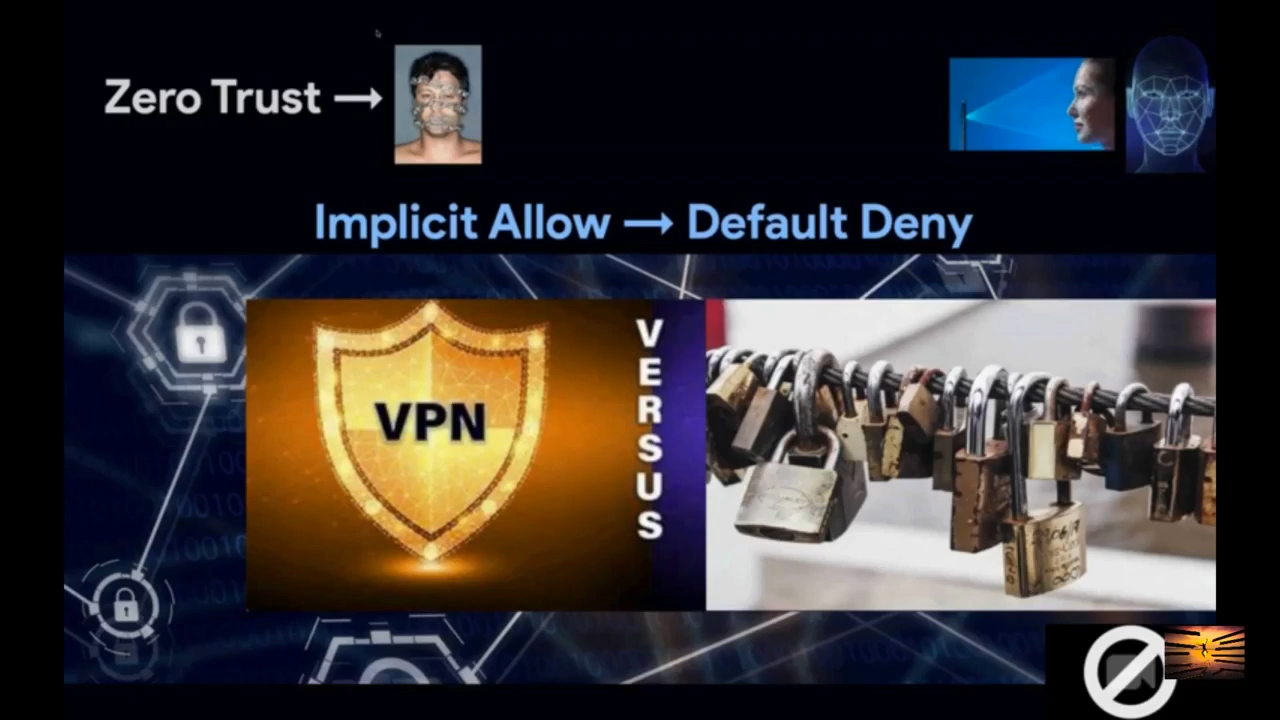 Zero Trust →
Implicit Allow → Default Deny
VPN
VERSUS